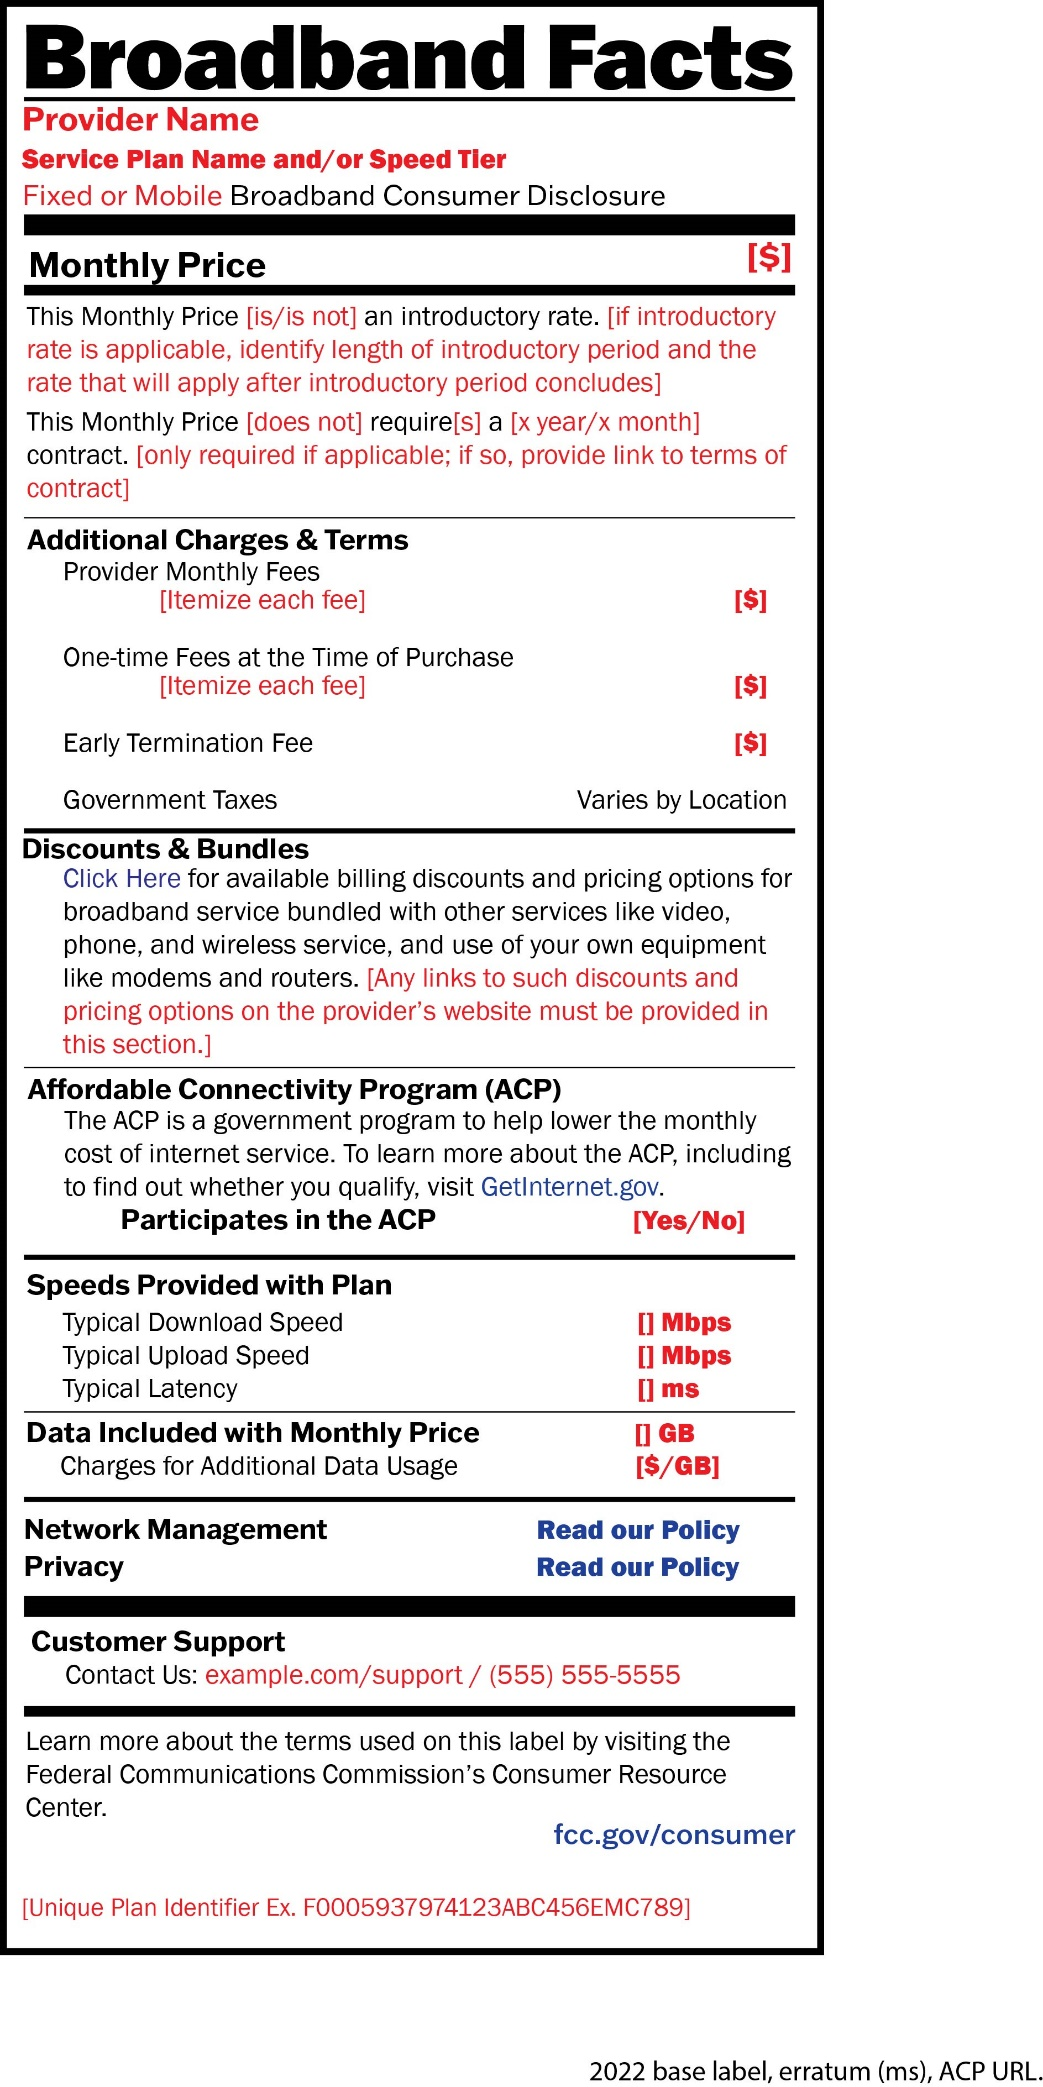 Broadband Facts
Provider Name
Service Plan Name and/or Speed Tier
Fixed or Mobile Broadband Consumer Disclosure
Monthly Price [$]
This Monthly Price [is/is not] an introductory rate. [if introductory
rate is applicable, identify length of introductory period and the
rate that will apply after introductory period concludes]
This Monthly Price [does not] require[s] a [x year/x month]
contract. [only required if applicable; if so, provide link to terms of
contract]
Additional Charges & Terms
Provider Monthly Fees
[Itemize each fee] [$]
One-time Fees at the Time of Purchase
[Itemize each fee] [$]
Early Termination Fee [$]
Government Taxes Varies by Location
Discounts & Bundles
Click Here for available billing discounts and pricing options for
broadband service bundled with other services like video,
phone, and wireless service, and use of your own equipment
like modems and routers. [Any links to such discounts and
pricing options on the provider’s website must be provided in
this section.]
Affordable Connectivity Program (ACP)
The ACP is a government program to help lower the monthly
cost of internet service. To learn more about the ACP, including
to find out whether you qualify, visit GetInternet.gov.
Participates in the ACP [Yes/No]
Speeds Provided with Plan
Typical Download Speed [] Mbps
Typical Upload Speed [] Mbps
Typical Latency [] ms
Data Included with Monthly Price [] GB
Charges for Additional Data Usage [$/GB]
Network Management Read our Policy
Privacy Read our Policy
Customer Support
Contact Us: example.com/support / (555) 555-5555
Learn more about the terms used on this label by visiting the
Federal Communications Commission’s Consumer Resource
Center.
fcc.gov/consumer
[Unique Plan Identifier Ex. F0005937974123ABC456EMC789]
2022 base label, erratum (ms), ACP URL.